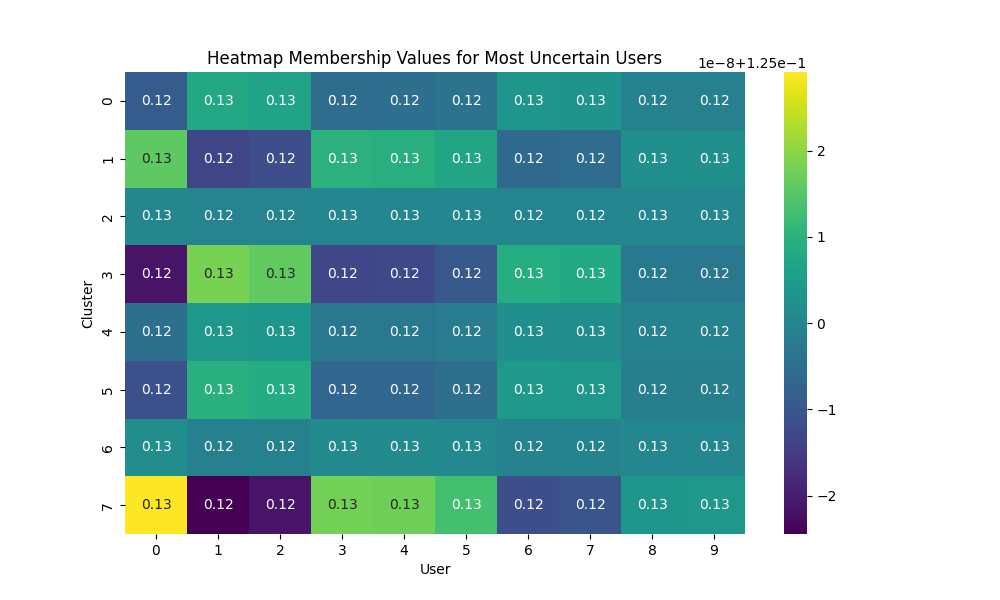 Heatmap Membership Values for Most Uncertain Users
1e−8+1.25e−1
0 0.12 0.13 0.13 0.12 0.12 0.12 0.13 0.13 0.12 0.12
1 0.13 0.12 0.12 0.13 0.13 0.13 0.12 0.12 0.13 0.13
2 0.13 0.12 0.12 0.13 0.13 0.13 0.12 0.12 0.13 0.13
3 0.12 0.13 0.13 0.12 0.12 0.12 0.13 0.13 0.12 0.12
4 0.12 0.13 0.13 0.12 0.12 0.12 0.13 0.13 0.12 0.12
5 0.12 0.13 0.13 0.12 0.12 0.12 0.13 0.13 0.12 0.12
6 0.13 0.12 0.12 0.13 0.13 0.13 0.12 0.12 0.13 0.13
7 0.13 0.12 0.12 0.13 0.13 0.13 0.12 0.12 0.13 0.13
Cluster
0 1 2 3 4 5 6 7 8 9
User
2
1
0
−1
−2